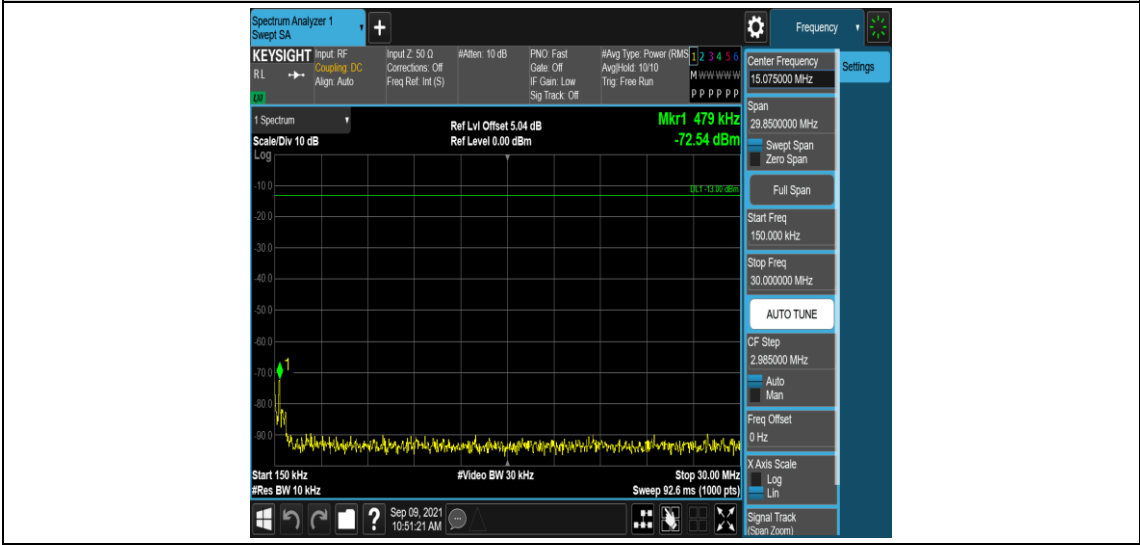 Spectrum Analyzer 1
Swept SA
+
Frequency
KEYSIGHT
RL
LXI
Input: RF
Coupling: DC
Align: Auto
Input Z: 50 Ω
Corrections: Off
Freq Ref: Int (S)
#Atten: 10 dB
PNO: Fast
Gate: Off
IF Gain: Low
Sig Track: Off
#Avg Type: Power (RMS
Avg|Hold: 10/10
Trig: Free Run
1 2 3 4 5 6
M W W W W W
P P P P P P
1 Spectrum
Scale/Div 10 dB
Log
Ref Lvl Offset 5.04 dB
Ref Level 0.00 dBm
Mkr1 479 kHz
-72.54 dBm
DL1 -13.00 dBm
-10.0
-20.0
-30.0
-40.0
-50.0
-60.0
-70.0
-80.0
-90.0
1
Start 150 kHz
#Res BW 10 kHz
#Video BW 30 kHz
Stop 30.00 MHz
Sweep 92.6 ms (1000 pts)
Center Frequency
15.075000 MHz
Settings
Span
29.8500000 MHz
Swept Span
Zero Span
Full Span
Start Freq
150.000 kHz
Stop Freq
30.000000 MHz
AUTO TUNE
CF Step
2.985000 MHz
Auto
Man
Freq Offset
0 Hz
X Axis Scale
Log
Lin
Signal Track
(Span Zoom)
?
Sep 09, 2021
10:51:21 AM